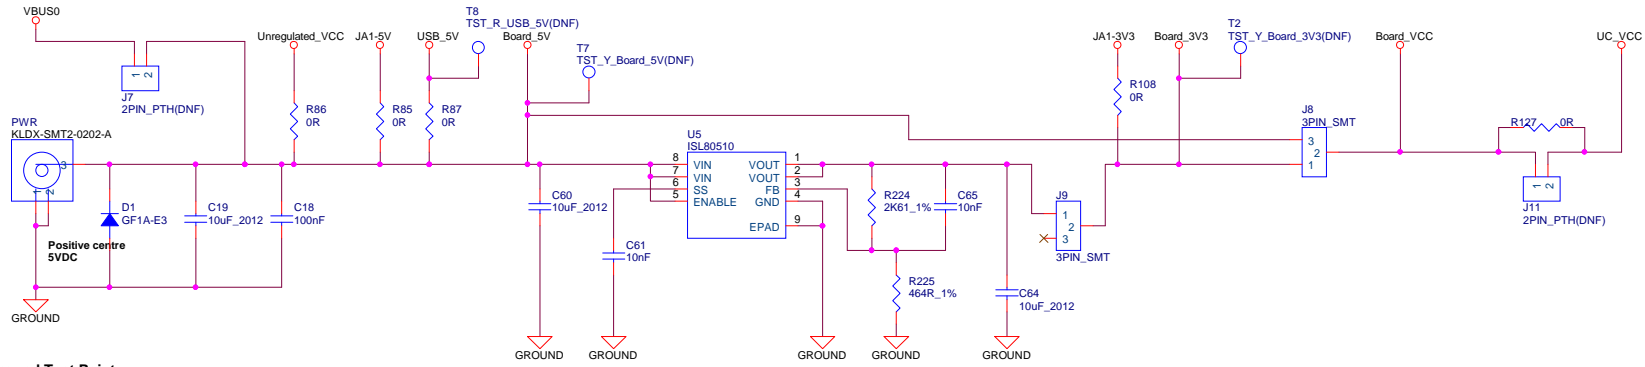 VBUS0
T8
TST_R_USB_5V(DNF)
Unregulated_VCC
JA1-5V
USB_5V
Board_5V
T7
TST_Y_Board_5V(DNF)
T2
TST_Y_Board_3V3(DNF)
JA1-3V3
Board_3V3
Board_VCC
UC_VCC
1
2
J7
2PIN_PTH(DNF)
PWR
KLDX-SMT2-0202-A
3
1
2
R86
0R
R85
0R
R87
0R
R108
0R
J8
3PIN_SMT
3
2
1
R127
0R
1
2
J11
2PIN_PTH(DNF)
D1
GF1A-E3
Positive centre
5VDC
C19
10uF_2012
C18
100nF
C60
10uF_2012
C61
10nF
U5
ISL80510
8
VIN
VOUT
1
7
VIN
VOUT
2
6
SS
FB
3
5
ENABLE
GND
4
EPAD
9
R224
2K61_1%
C65
10nF
R225
464R_1%
C64
10uF_2012
J9
1
2
3
3PIN_SMT
GROUND
GROUND
GROUND
GROUND
GROUND
GROUND